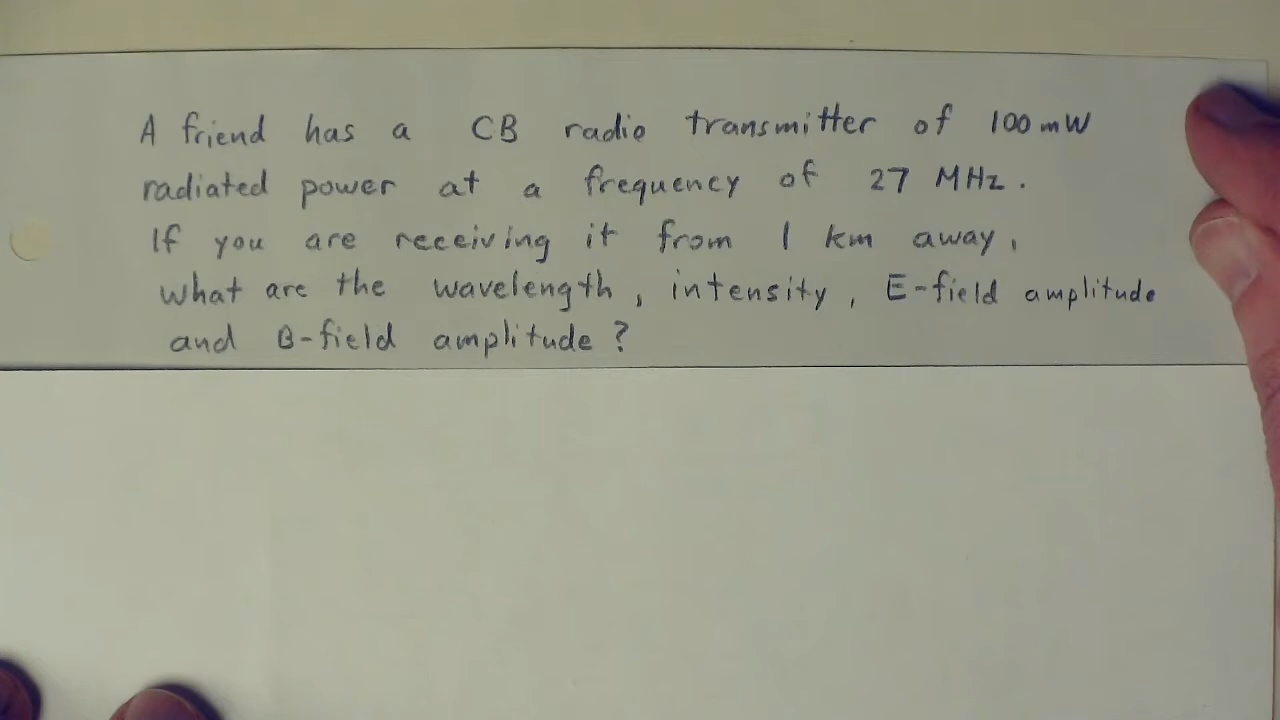 A friend has a CB radio transmitter of 100 mW
radiated power at a frequency of 27 MHz.
If you are receiving it from 1 km away,
what are the wavelength, intensity, E-field amplitude
and B-field amplitude?